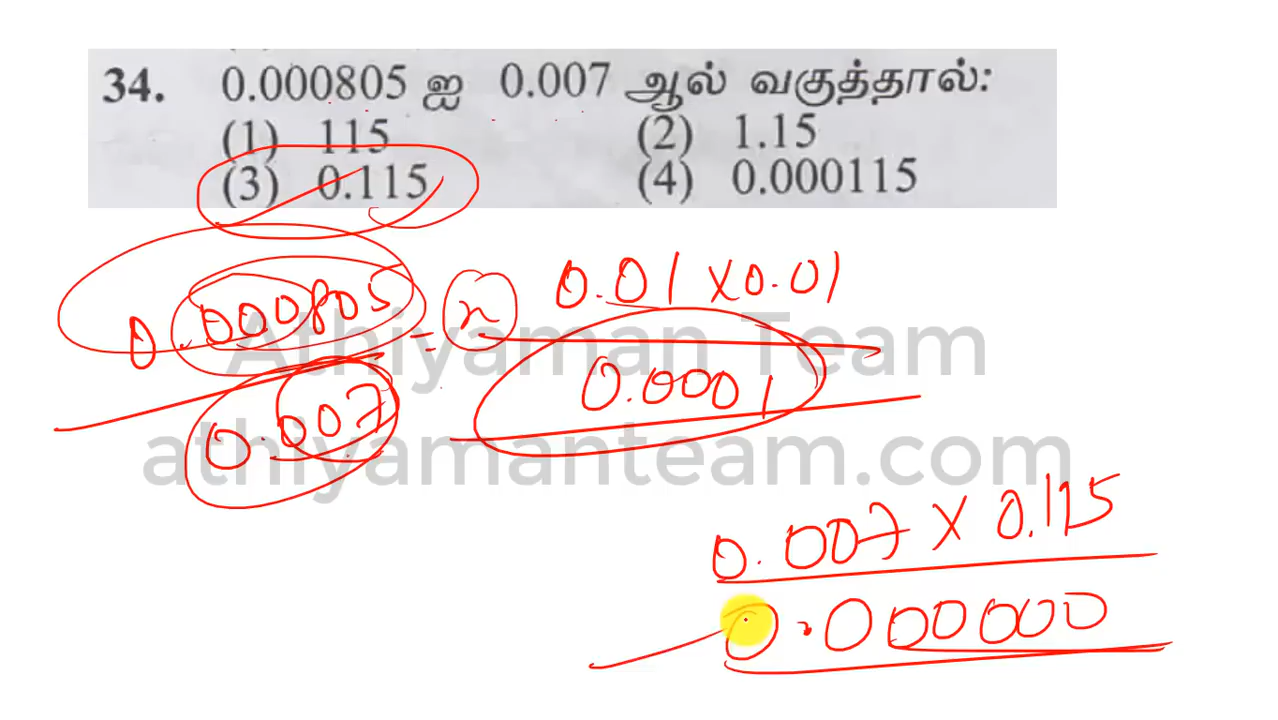 34. 0.000805 ஐ 0.007 ஆல் வகுத்தால்:
(1) 115 (2) 1.15
(3) 0.115 (4) 0.000115
0.000805 = x 0.01 x 0.01
0.007 0.0001
Athiyaman Team
athiyamanteam.com
0.007 x 0.115
0.000000